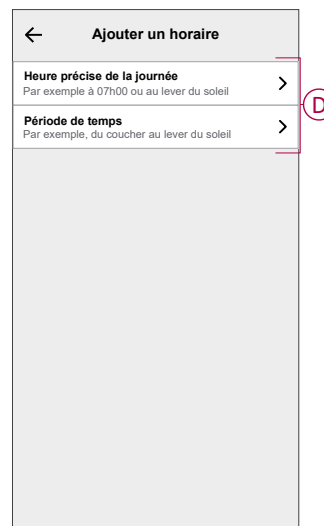 Ajouter un horaire
Heure précise de la journée
Par exemple à 07h00 ou au lever du soleil
Période de temps
Par exemple, du coucher au lever du soleil
D